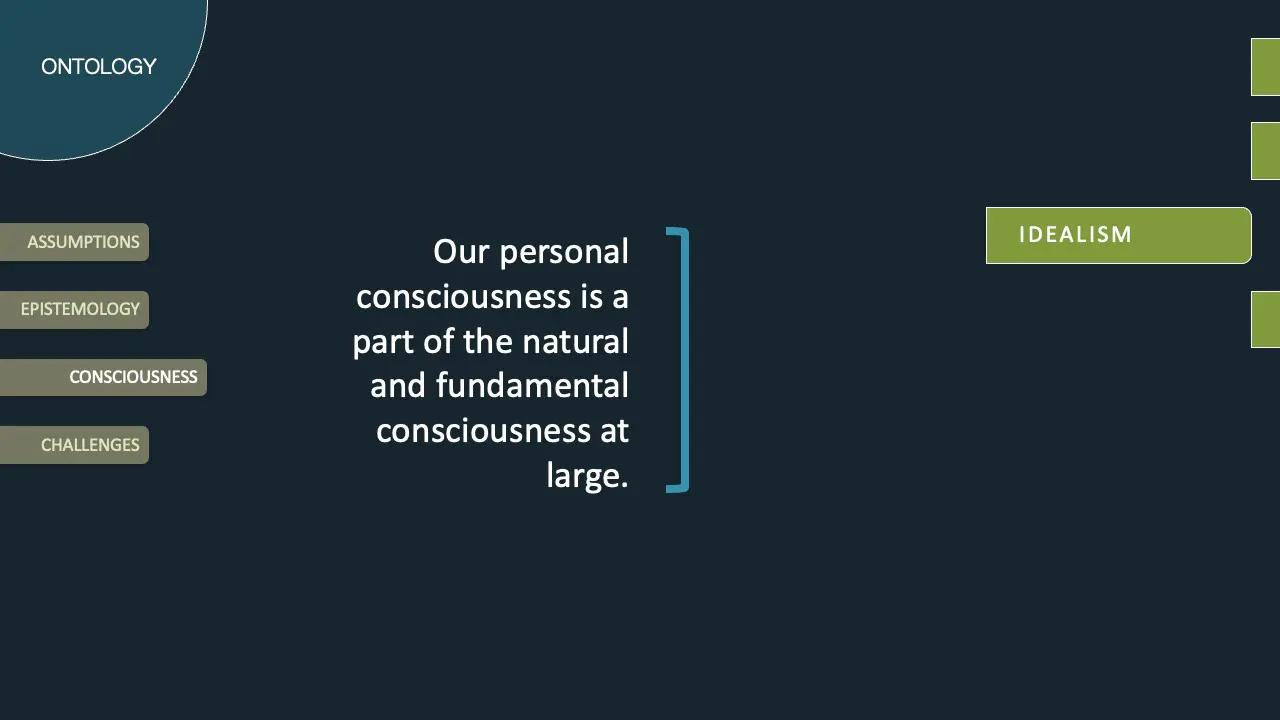 ONTOLOGY
ASSUMPTIONS
EPISTEMOLOGY
CONSCIOUSNESS
CHALLENGES
Our personal
consciousness is a
part of the natural
and fundamental
consciousness at
large.
IDEALISM